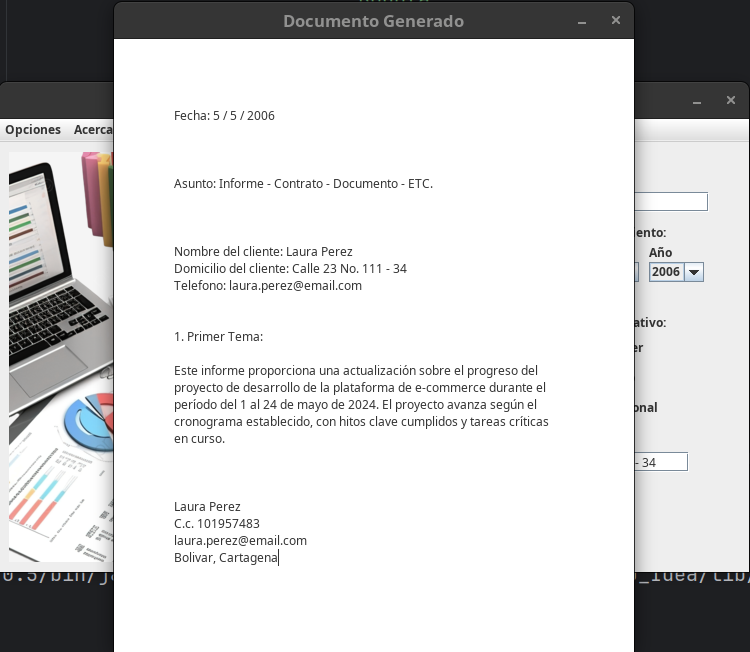 Documento Generado
Fecha: 5 / 5 / 2006
Asunto: Informe - Contrato - Documento - ETC.
Nombre del cliente: Laura Perez
Domicilio del cliente: Calle 23 No. 111 - 34
Telefono: laura.perez@email.com
1. Primer Tema:
Este informe proporciona una actualización sobre el progreso del
proyecto de desarrollo de la plataforma de e-commerce durante el
período del 1 al 24 de mayo de 2024. El proyecto avanza según el
cronograma establecido, con hitos clave cumplidos y tareas críticas
en curso.
Laura Perez
C.c. 101957483
laura.perez@email.com
Bolivar, Cartagena
Opciones Acerca
ento:
Año
2006
ativo:
er
onal
- 34
0.5/bin/ja
_idea/lib/